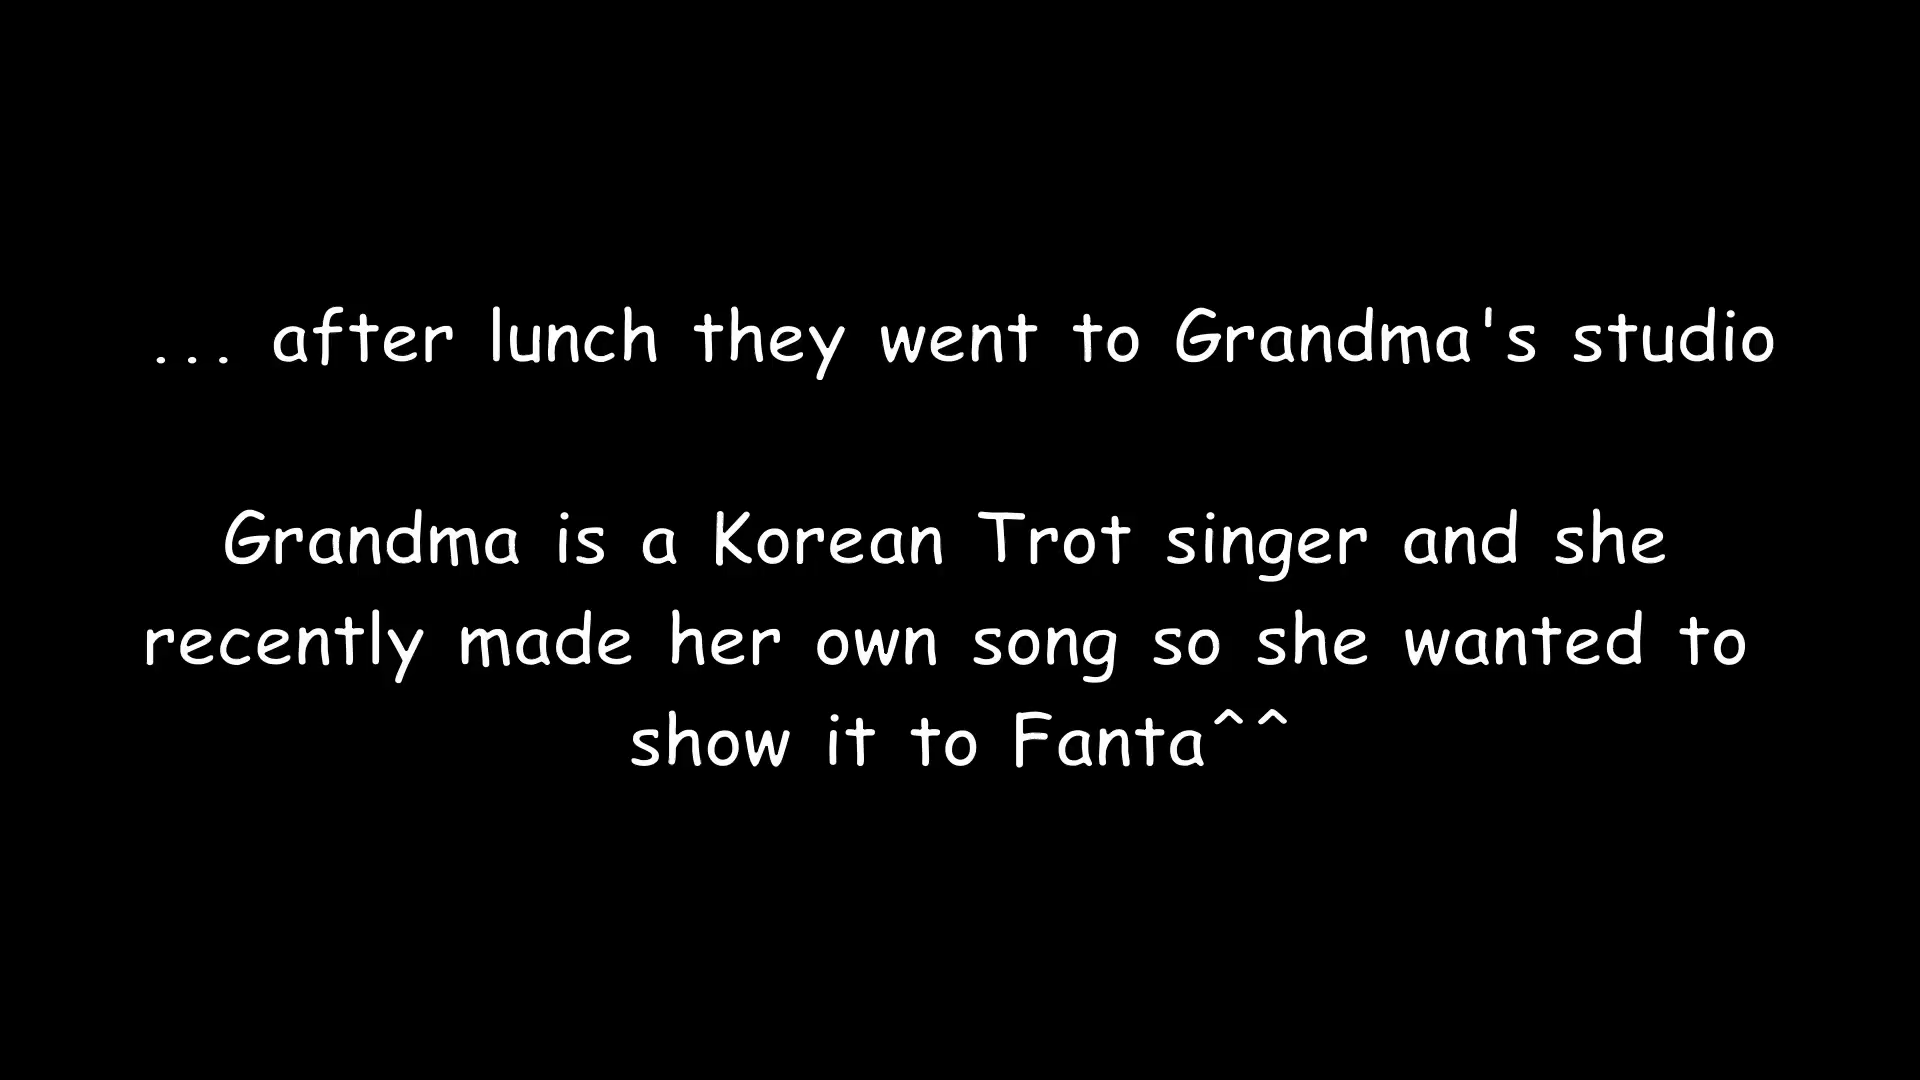 ... after lunch they went to Grandma's studio
Grandma is a Korean Trot singer and she
recently made her own song so she wanted to
show it to Fanta^^